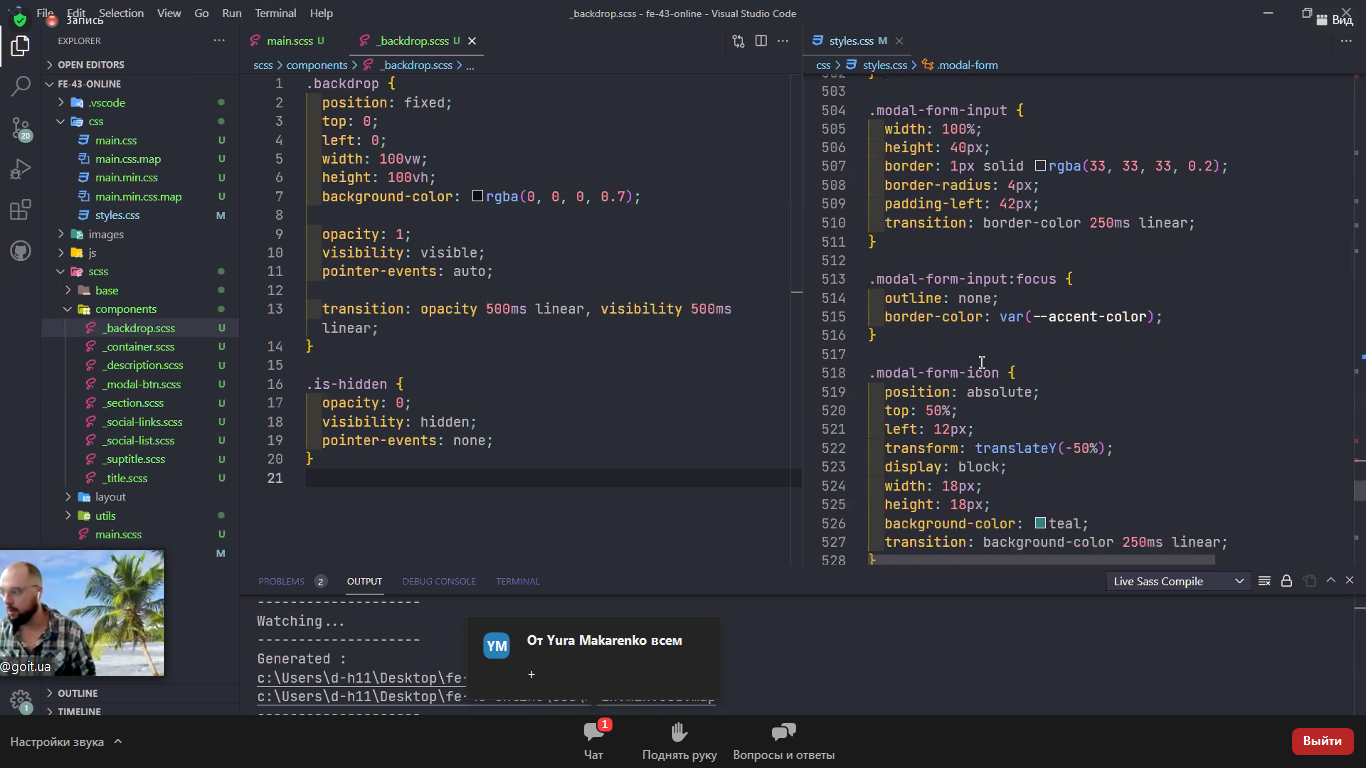 File Edit Selection View Go Run Terminal Help
_backdrop.scss - fe-43-online - Visual Studio Code
запись
Вид
EXPLORER
OPEN EDITORS
FE-43-ONLINE
.vscode
css
main.css U
main.css.map U
main.min.css U
main.min.css.map U
styles.css M
images
js
scss
base
components
_backdrop.scss U
_container.scss U
_description.scss U
_modal-btn.scss U
_section.scss U
_social-links.scss U
_social-list.scss U
_suptitle.scss U
_title.scss U
layout
utils
main.scss U
M
OUTLINE
TIMELINE
20
1
@goit.ua
main.scss U
_backdrop.scss U
scss > components > _backdrop.scss > ...
1 .backdrop {
2 position: fixed;
3 top: 0;
4 left: 0;
5 width: 100vw;
6 height: 100vh;
7 background-color: rgba(0, 0, 0, 0.7);
8
9 opacity: 1;
10 visibility: visible;
11 pointer-events: auto;
12
13 transition: opacity 500ms linear, visibility 500ms
linear;
14 }
15
16 .is-hidden {
17 opacity: 0;
18 visibility: hidden;
19 pointer-events: none;
20 }
21
styles.css M
css > styles.css > .modal-form
502 }
503
504 .modal-form-input {
505 width: 100%;
506 height: 40px;
507 border: 1px solid rgba(33, 33, 33, 0.2);
508 border-radius: 4px;
509 padding-left: 42px;
510 transition: border-color 250ms linear;
511 }
512
513 .modal-form-input:focus {
514 outline: none;
515 border-color: var(--accent-color);
516 }
517
518 .modal-form-icon {
519 position: absolute;
520 top: 50%;
521 left: 12px;
522 transform: translateY(-50%);
523 display: block;
524 width: 18px;
525 height: 18px;
526 background-color: teal;
527 transition: background-color 250ms linear;
528 }
PROBLEMS 2 OUTPUT DEBUG CONSOLE TERMINAL
Live Sass Compile
--------------------
Watching...
--------------------
Generated :
c:\Users\d-h11\Desktop\fe-
c:\Users\d-h11\Desktop\fe-
--------------------
YM
От Yura Makarenko всем
+
Настройки звука
1
Чат
Поднять руку
Вопросы и ответы
Выйти